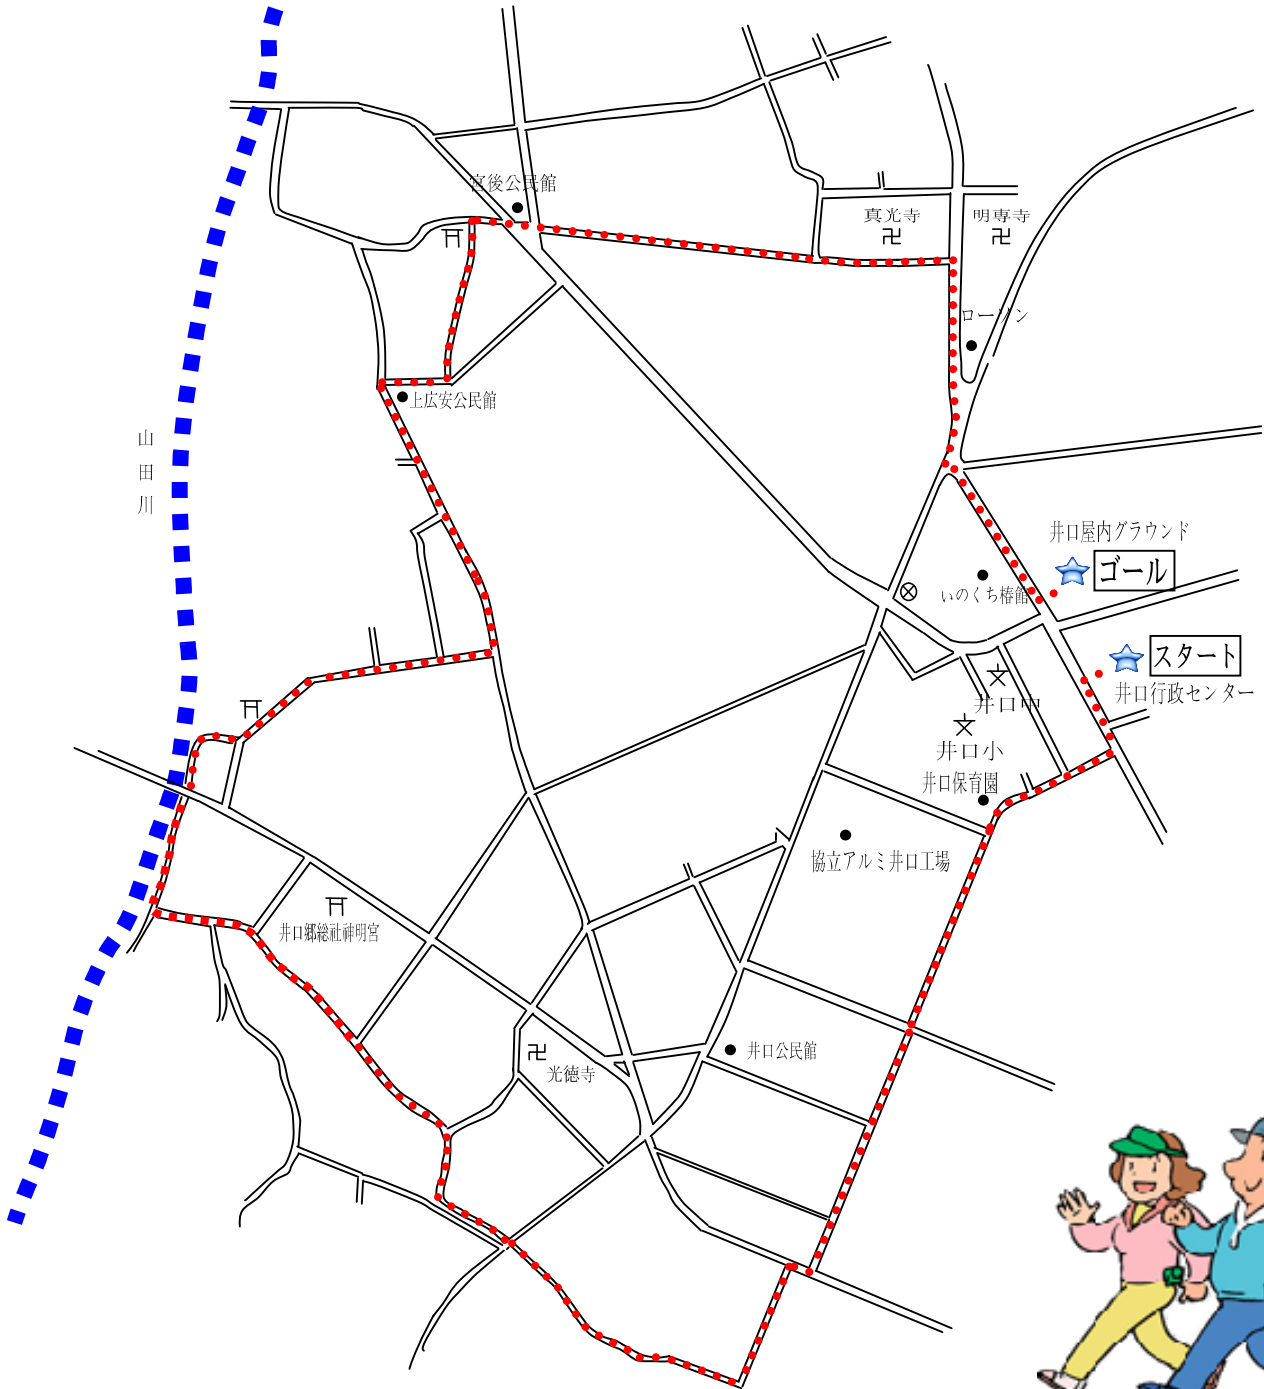 宮後公民館
真光寺
明専寺
ローソン
上広安公民館
山田川
井口屋内グラウンド
ゴール
いのくち椿館
スタート
井口行政センター
井口中
井口小
井口保育園
協立アルミ井口工場
井口郷総社神明宮
井口公民館
光徳寺